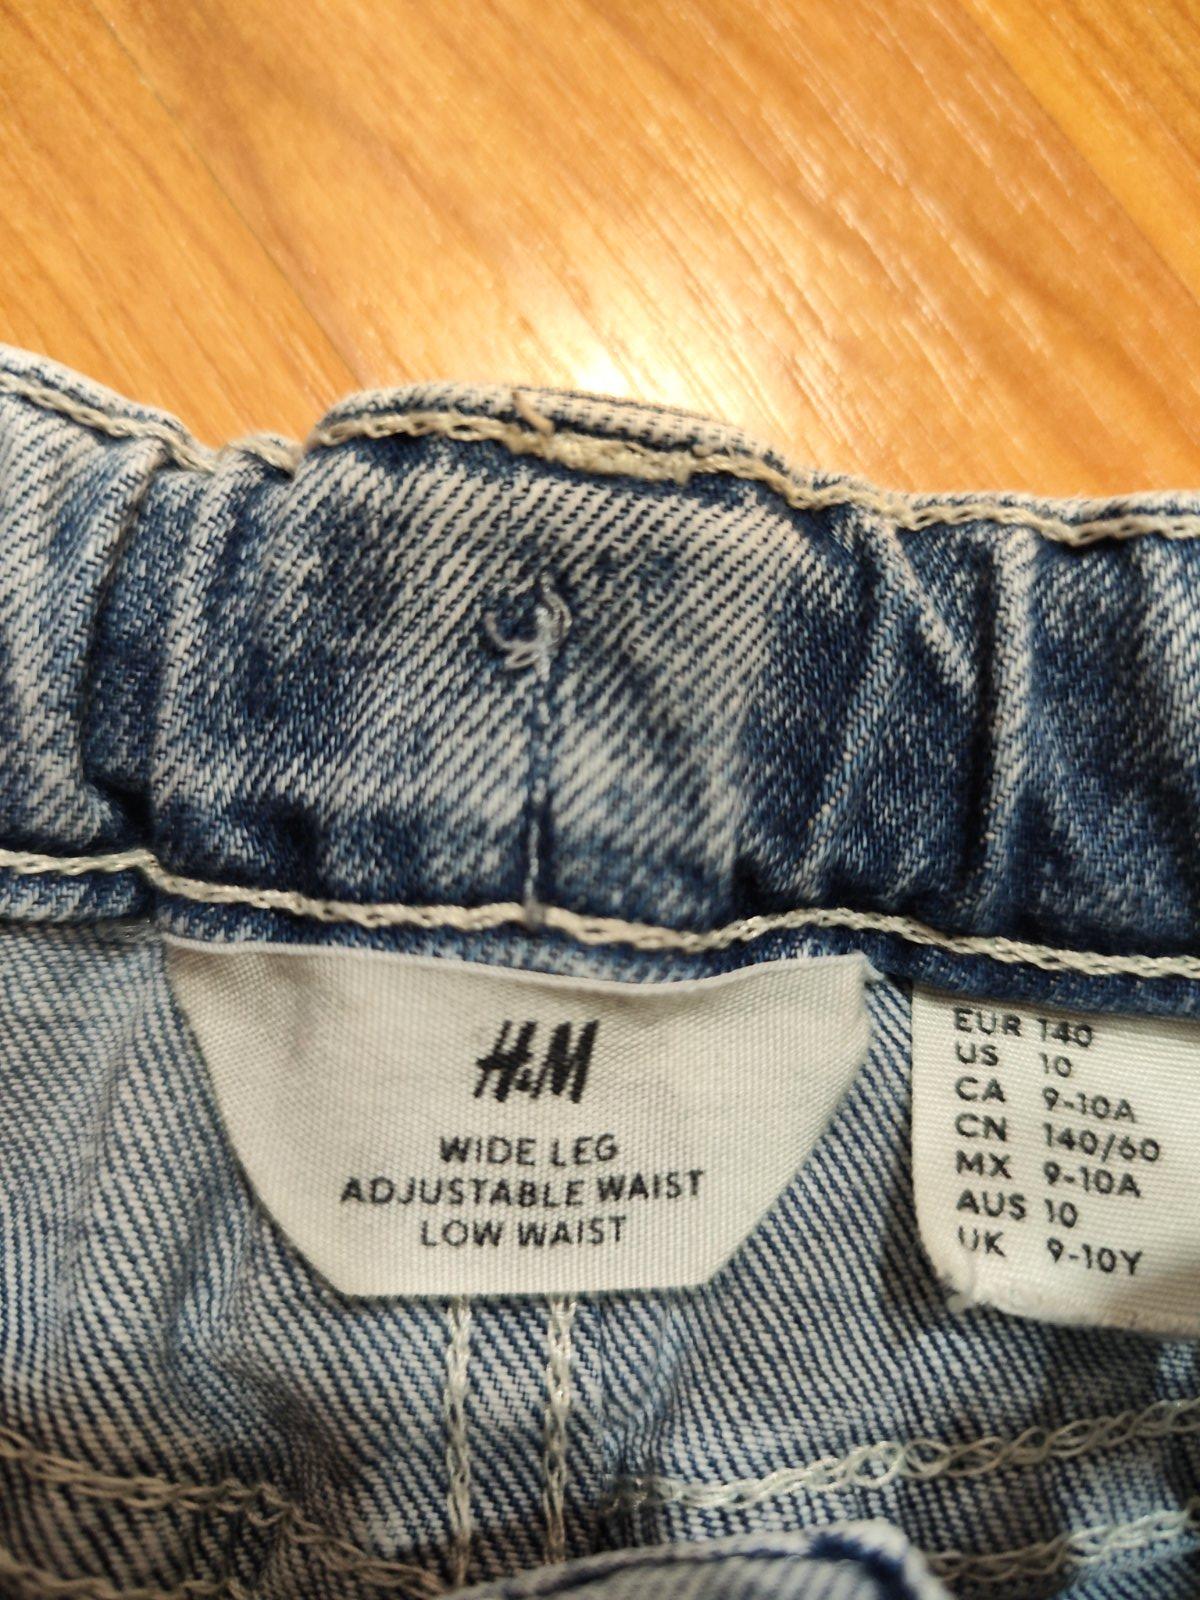 H&M
WIDE LEG
ADJUSTABLE WAIST
LOW WAIST
EUR 140
US 10
CA 9-10A
CN 140/60
MX 9-10A
AUS 10
UK 9-10Y